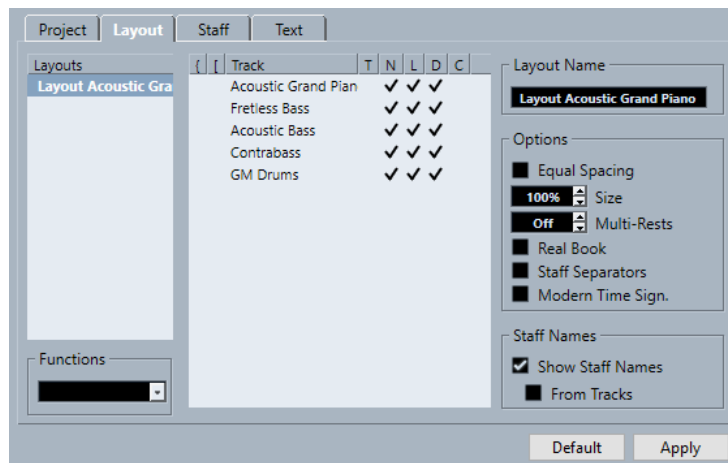 Project Layout Staff Text
Layouts
Layout Acoustic Gra
Functions
{ [ Track T N L D C
Acoustic Grand Pian
Fretless Bass
Acoustic Bass
Contrabass
GM Drums
Layout Name
Layout Acoustic Grand Piano
Options
Equal Spacing
100% Size
Off Multi-Rests
Real Book
Staff Separators
Modern Time Sign.
Staff Names
Show Staff Names
From Tracks
Default Apply